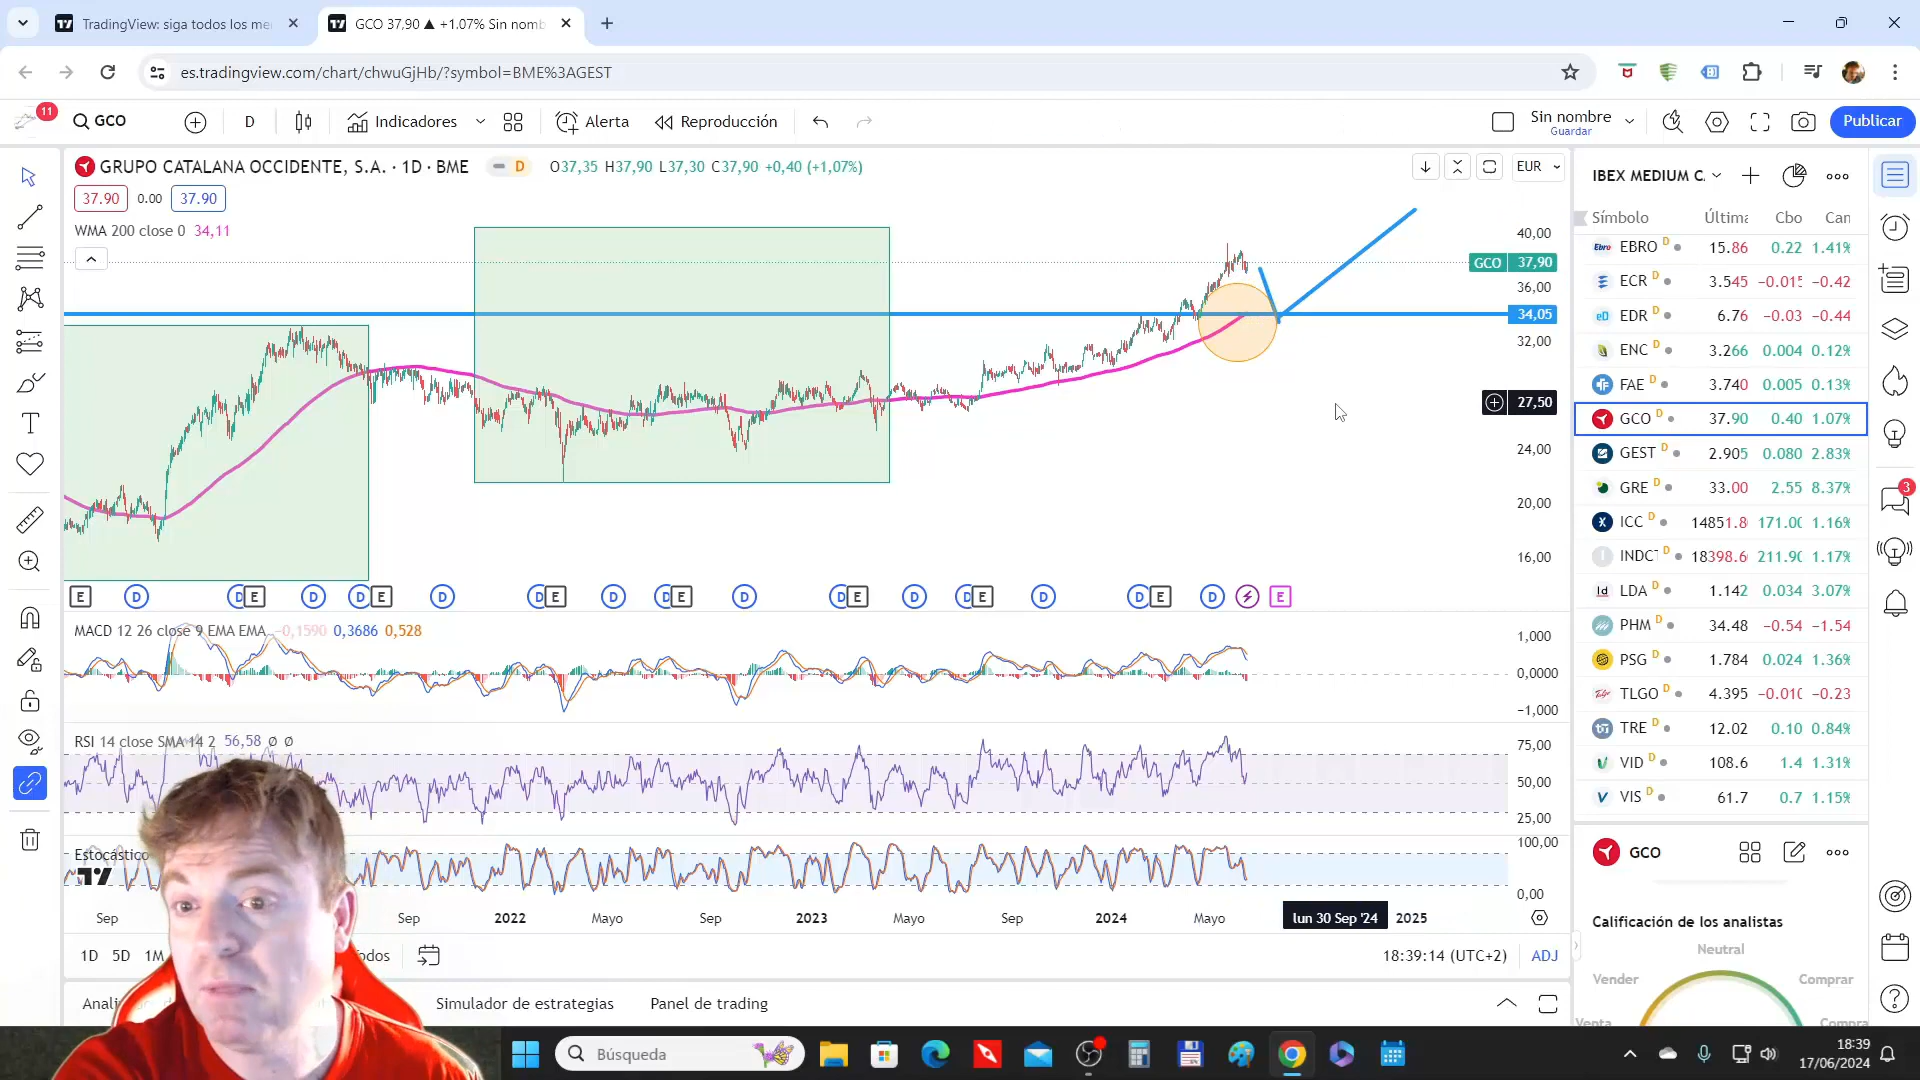 TradingView: siga todos los me
GCO 37,90 ▲ +1.07% Sin nomb
es.tradingview.com/chart/chwuGjHb/?symbol=BME%3AGEST
11
GCO
D
Indicadores
Alerta
Reproducción
Sin nombre
Guardar
Publicar
GRUPO CATALANA OCCIDENTE, S.A. · 1D · BME
D
O37,35 H37,90 L37,30 C37,90 +0,40 (+1,07%)
EUR
37.90 0.00 37.90
WMA 200 close 0 34,11
40,00
GCO 37,90
36,00
34,05
32,00
27,50
24,00
20,00
16,00
E D D E D D E D D E D D E D D E D D E D D E D E
MACD 12 26 close 9 EMA EMA −0,1590 0,3686 0,528
1,000
0,0000
−1,000
RSI 14 close SMA 14 2 56,58 ∅ ∅
75,00
50,00
25,00
Estocástico
100,00
0,00
Sep Sep 2022 Mayo Sep 2023 Mayo Sep 2024 Mayo lun 30 Sep '24 2025
1D 5D 1M
18:39:14 (UTC+2) ADJ
Simulador de estrategias Panel de trading
IBEX MEDIUM C.
Símbolo Última Cbo Can
EBRO D 15.86 0.22 1.41%
ECR D 3.545 −0.015 −0.42
EDR D 6.76 −0.03 −0.44
ENC D 3.266 0.004 0.12%
FAE D 3.740 0.005 0.13%
GCO D 37.90 0.40 1.07%
GEST D 2.905 0.080 2.83%
GRE D 33.00 2.55 8.37%
ICC D 14851.8 171.00 1.16%
INDCT D 18398.6 211.90 1.17%
LDA D 1.142 0.034 3.07%
PHM D 34.48 −0.54 −1.54
PSG D 1.784 0.024 1.36%
TLGO D 4.395 −0.010 −0.23
TRE D 12.02 0.10 0.84%
VID D 108.6 1.4 1.31%
VIS D 61.7 0.7 1.15%
GCO
Calificación de los analistas
Neutral
Vender Comprar
Venta Compra
3
Búsqueda
18:39
17/06/2024